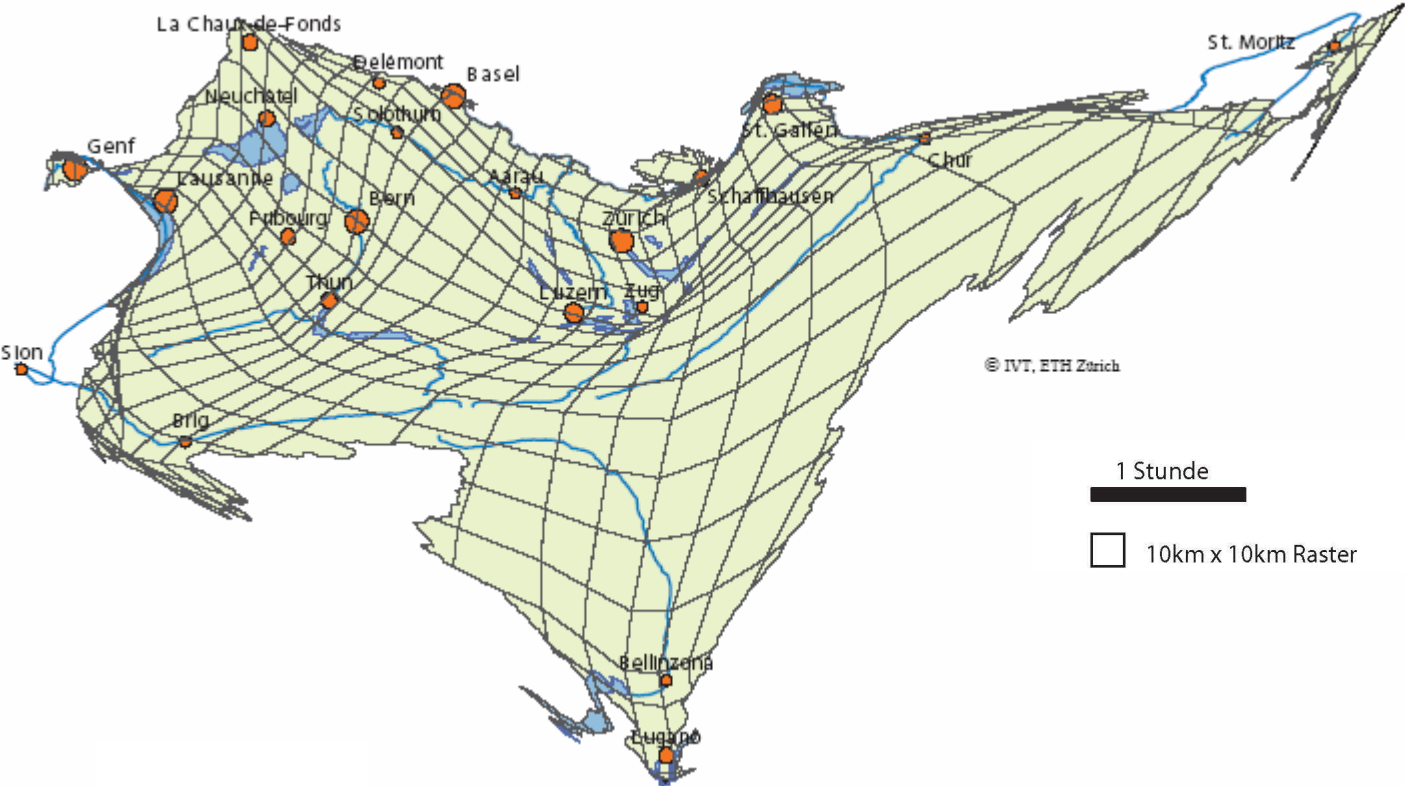 La Chaux-de-Fonds
St. Moritz
Delémont
Basel
Neuchâtel
Solothurn
St. Gallen
Genf
Chur
Lausanne
Aarau
Schaffhausen
Bern
Fribourg
Zürich
Thun
Luzern
Zug
Sion
© IVT, ETH Zürich
Brig
1 Stunde
10km x 10km Raster
Bellinzona
Lugano